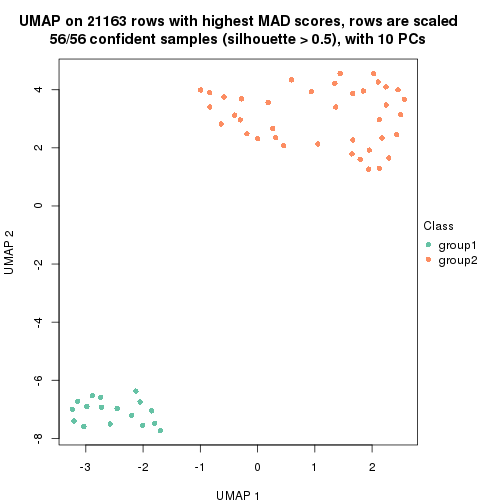 UMAP on 21163 rows with highest MAD scores, rows are scaled
56/56 confident samples (silhouette > 0.5), with 10 PCs
4
2
0
-2
-4
-6
-8
UMAP 2
-3
-2
-1
0
1
2
UMAP 1
Class
group1
group2